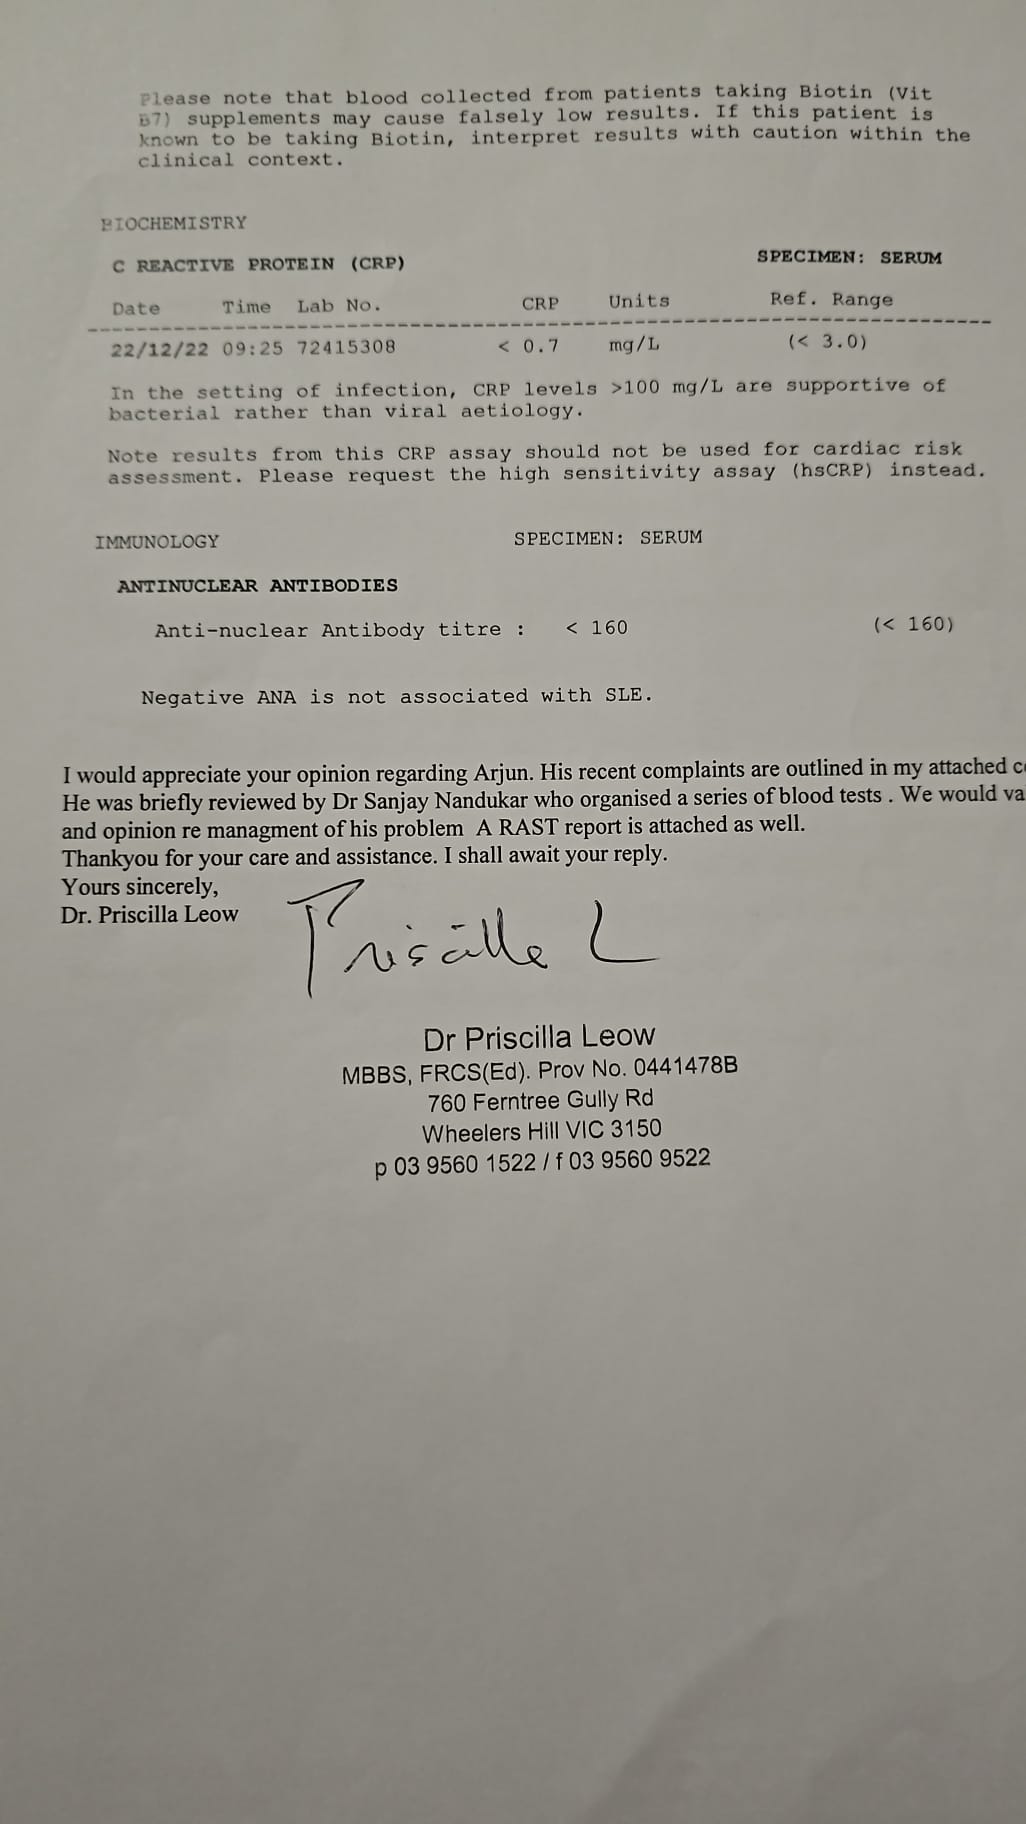 Please note that blood collected from patients taking Biotin (Vit
B7) supplements may cause falsely low results. If this patient is
known to be taking Biotin, interpret results with caution within the
clinical context.
BIOCHEMISTRY
C REACTIVE PROTEIN (CRP) SPECIMEN: SERUM
Date Time Lab No. CRP Units Ref. Range
22/12/22 09:25 72415308 < 0.7 mg/L (< 3.0)
In the setting of infection, CRP levels >100 mg/L are supportive of
bacterial rather than viral aetiology.
Note results from this CRP assay should not be used for cardiac risk
assessment. Please request the high sensitivity assay (hsCRP) instead.
IMMUNOLOGY SPECIMEN: SERUM
ANTINUCLEAR ANTIBODIES
Anti-nuclear Antibody titre : < 160 (< 160)
Negative ANA is not associated with SLE.
I would appreciate your opinion regarding Arjun. His recent complaints are outlined in my attached
He was briefly reviewed by Dr Sanjay Nandukar who organised a series of blood tests . We would
and opinion re managment of his problem A RAST report is attached as well.
Thankyou for your care and assistance. I shall await your reply.
Yours sincerely,
Dr. Priscilla Leow
Priscilla L
Dr Priscilla Leow
MBBS, FRCS(Ed). Prov No. 0441478B
760 Ferntree Gully Rd
Wheelers Hill VIC 3150
p 03 9560 1522 / f 03 9560 9522